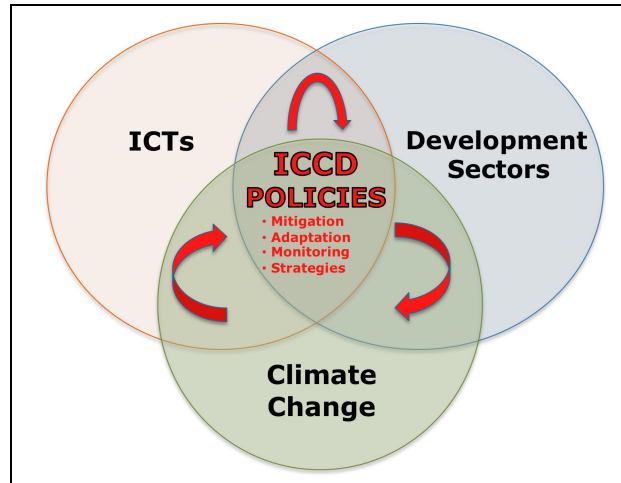 ICTs
Development
Sectors
ICCD
POLICIES
• Mitigation
• Adaptation
• Monitoring
• Strategies
Climate
Change